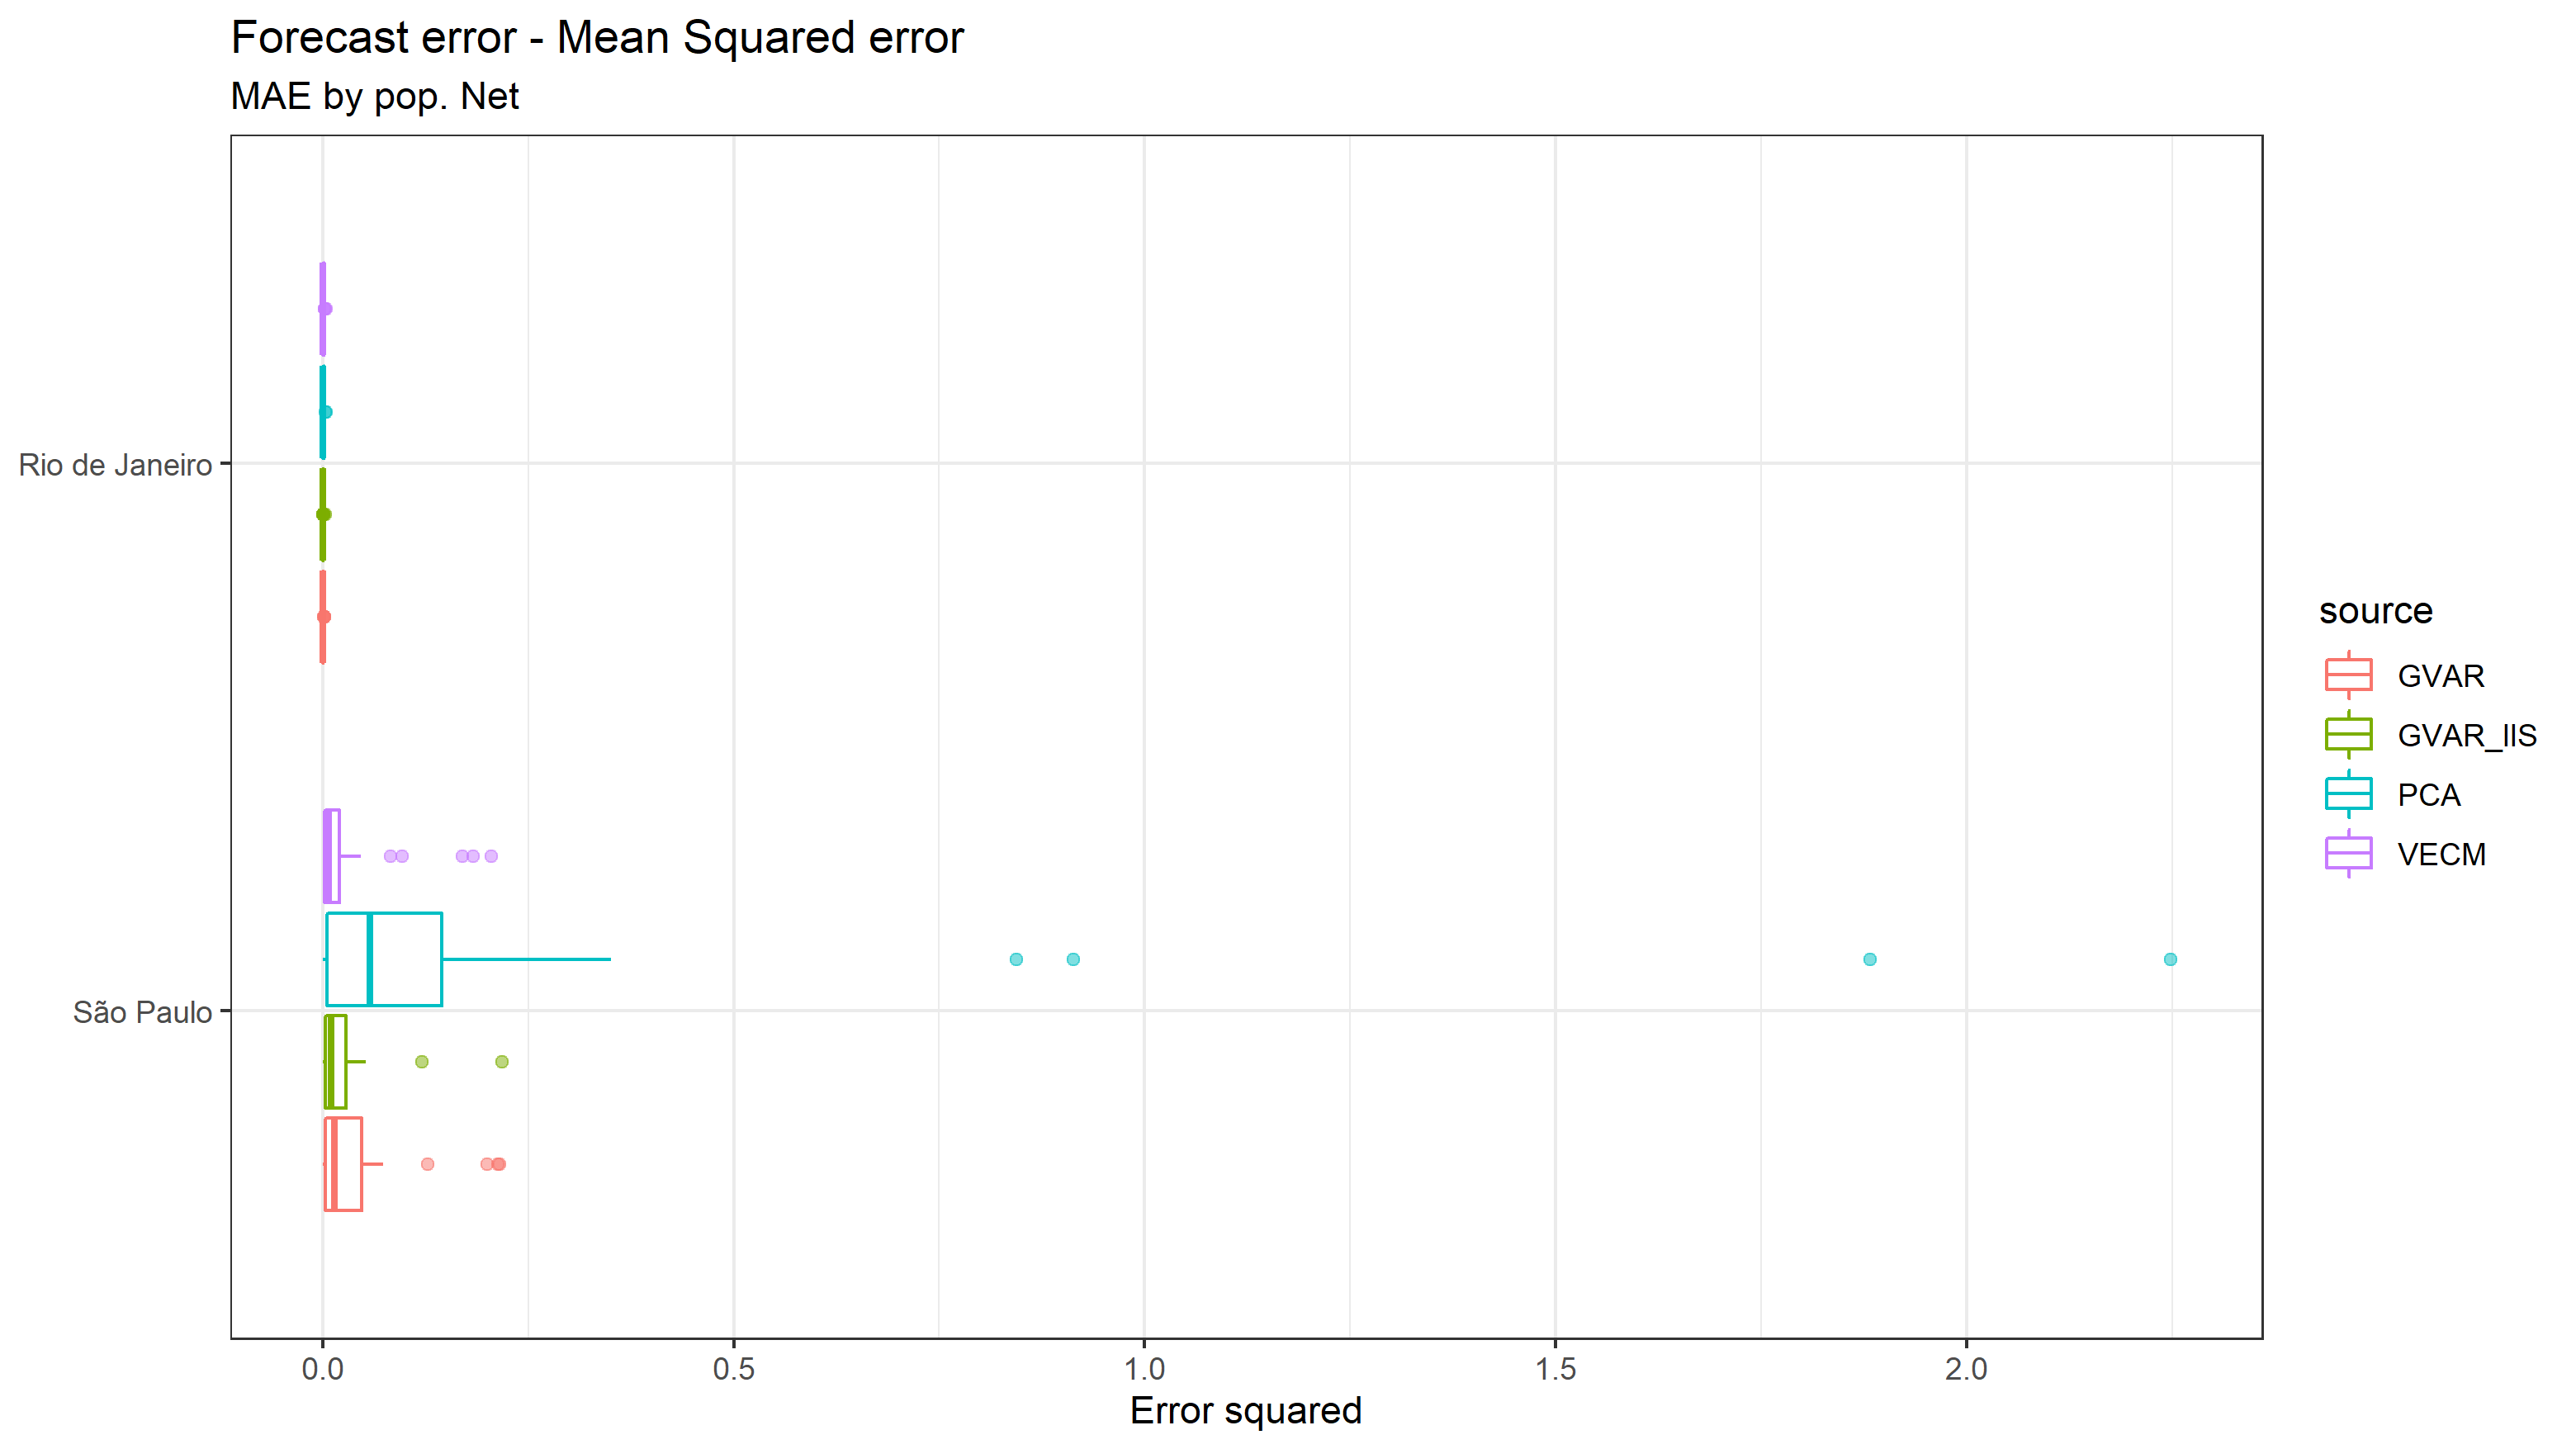 Forecast error - Mean Squared error
MAE by pop. Net
Rio de Janeiro
São Paulo
0.0
0.5
1.0
1.5
2.0
Error squared
source
GVAR
GVAR_IIS
PCA
VECM